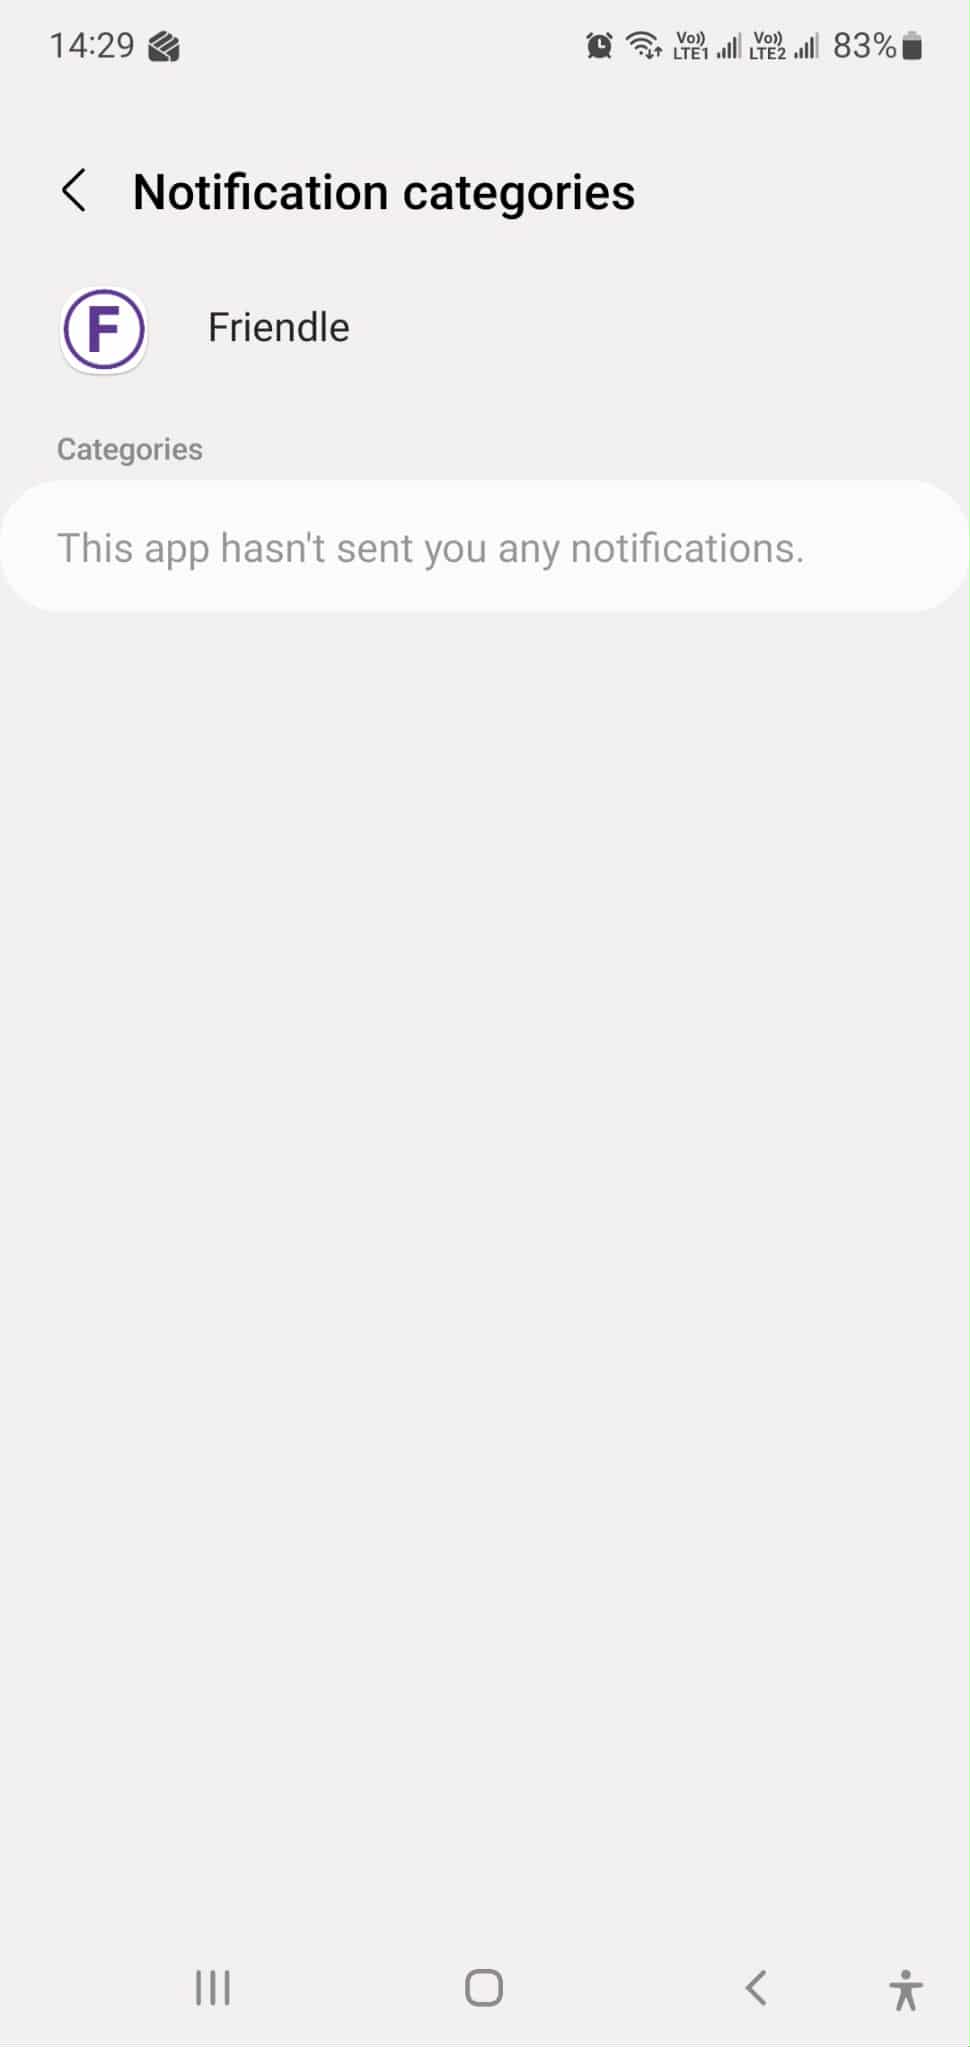 14:29 Vo)) LTE1 Vo)) LTE2 83%
Notification categories
F Friendle
Categories
This app hasn't sent you any notifications.